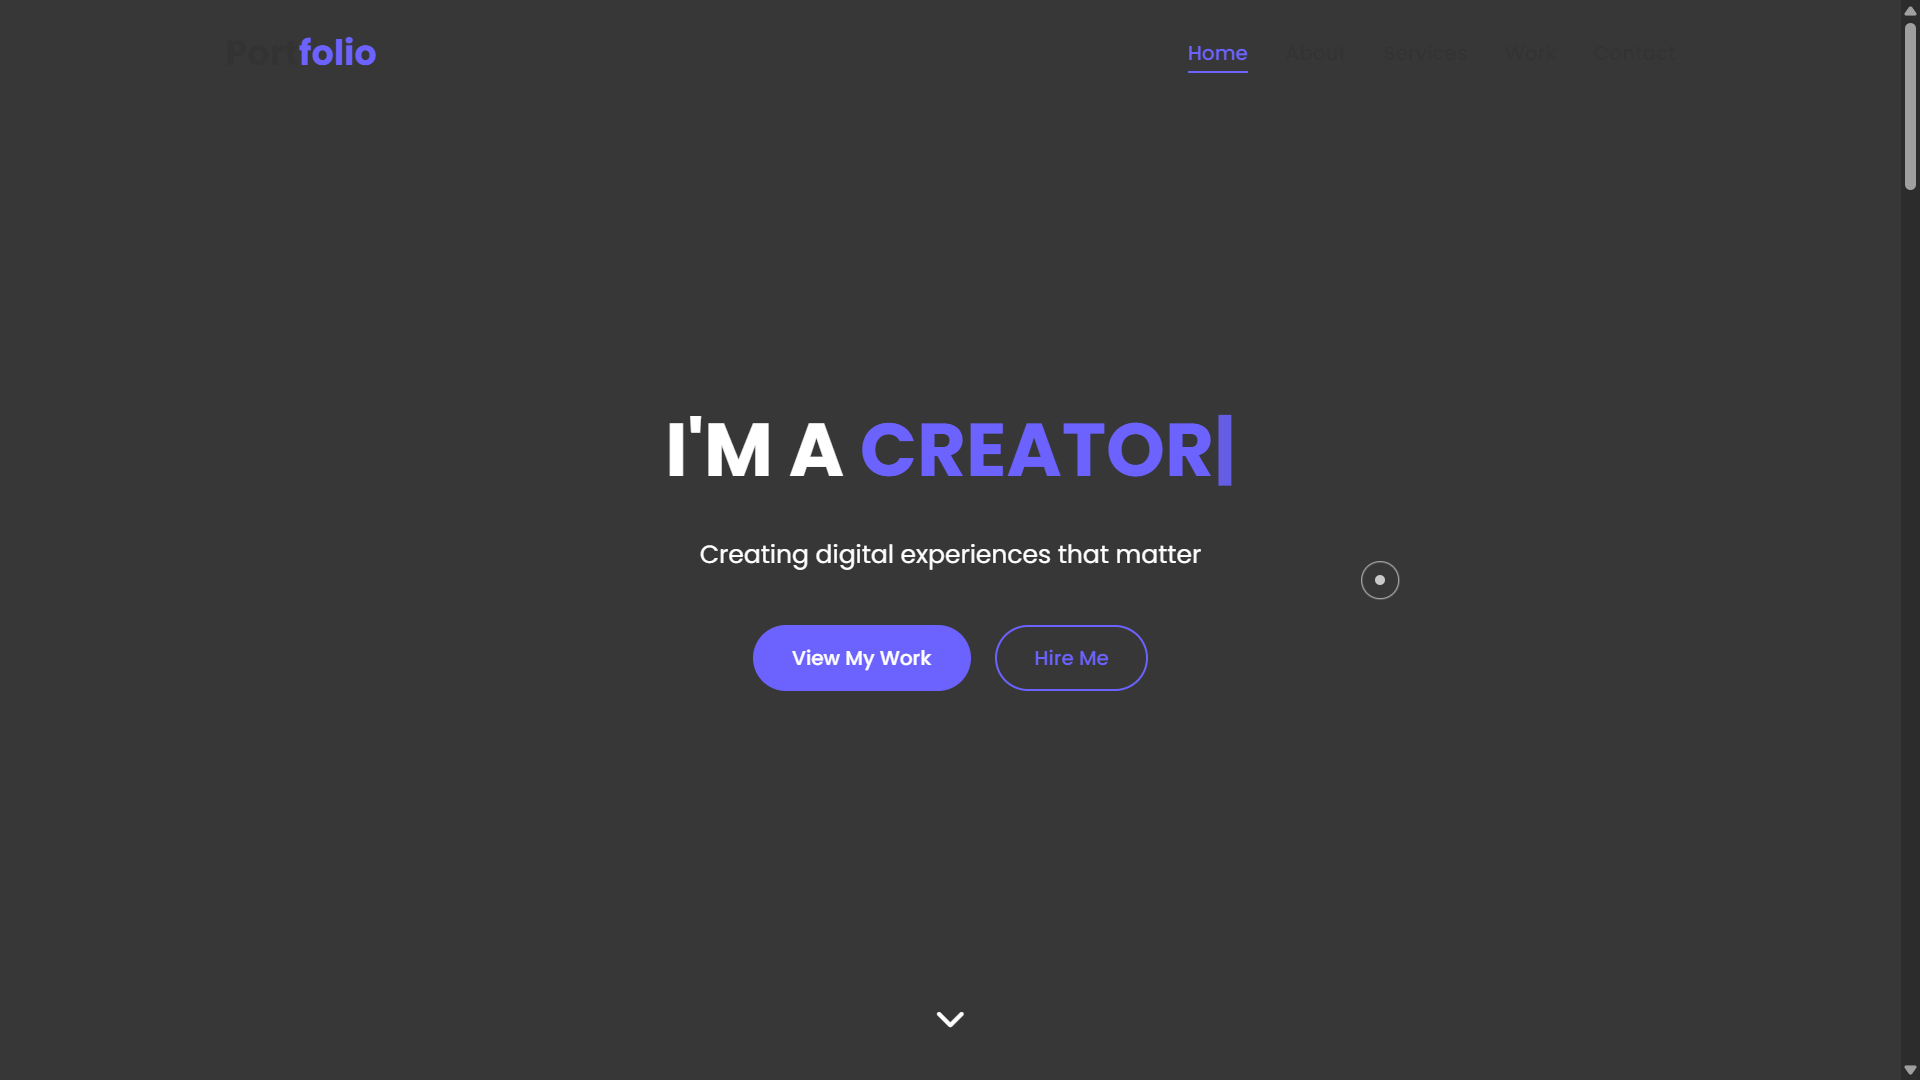 Portfolio
Home About Services Work Contact
I'M A CREATOR|
Creating digital experiences that matter
View My Work Hire Me